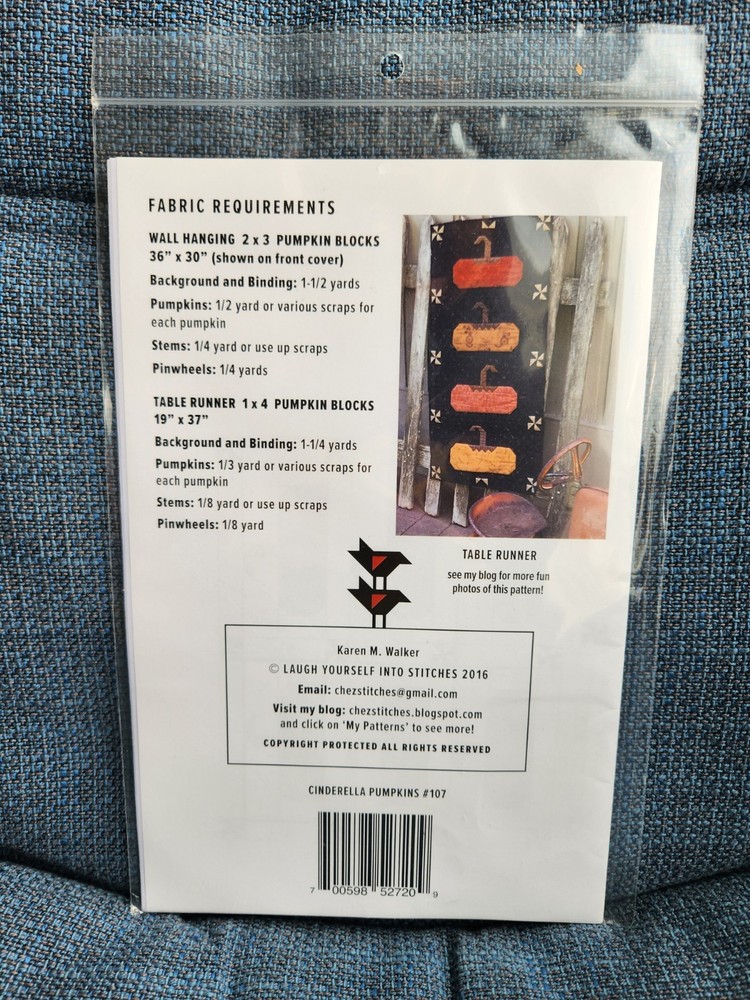 FABRIC REQUIREMENTS
WALL HANGING 2 x 3 PUMPKIN BLOCKS
36" x 30" (shown on front cover)
Background and Binding: 1-1/2 yards
Pumpkins: 1/2 yard or various scraps for
each pumpkin
Stems: 1/4 yard or use up scraps
Pinwheels: 1/4 yards
TABLE RUNNER 1 x 4 PUMPKIN BLOCKS
19" x 37"
Background and Binding: 1-1/4 yards
Pumpkins: 1/3 yard or various scraps for
each pumpkin
Stems: 1/8 yard or use up scraps
Pinwheels: 1/8 yard
TABLE RUNNER
see my blog for more fun
photos of this pattern!
Karen M. Walker
© LAUGH YOURSELF INTO STITCHES 2016
Email: chezstitches@gmail.com
Visit my blog: chezstitches.blogspot.com
and click on 'My Patterns' to see more!
COPYRIGHT PROTECTED ALL RIGHTS RESERVED
CINDERELLA PUMPKINS #107
7 00598 52720 9